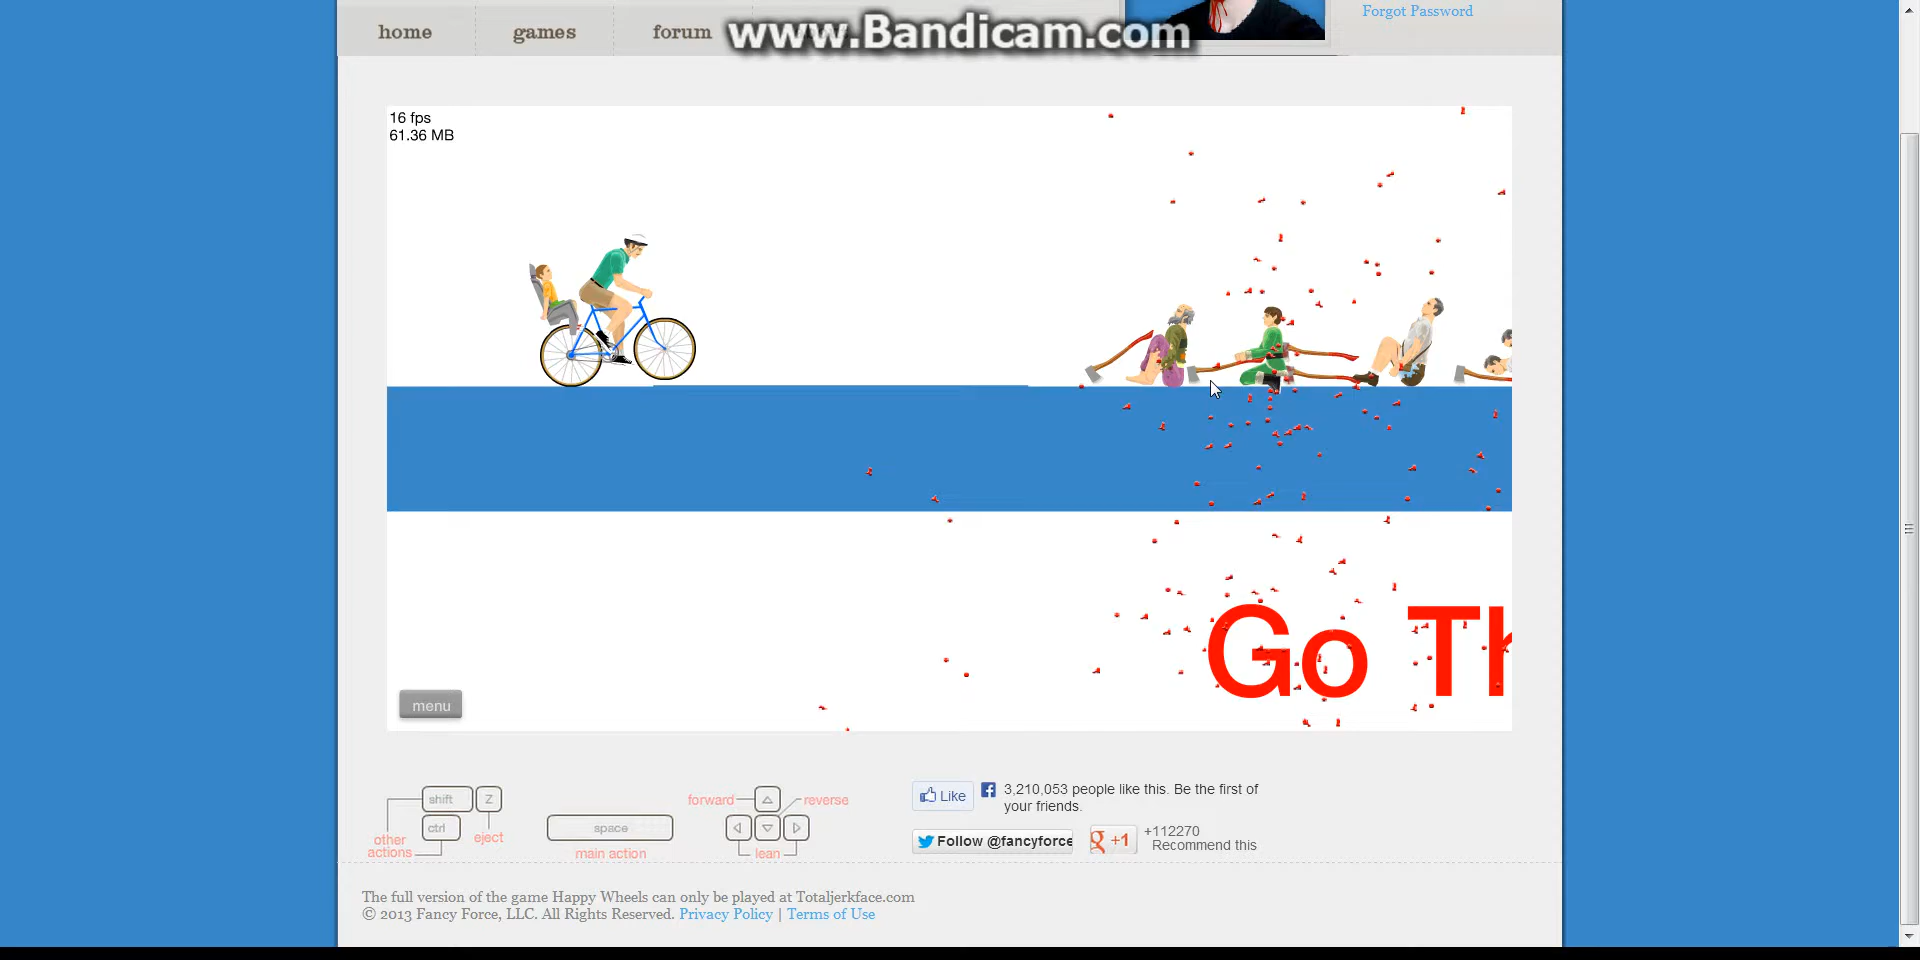 www.Bandicam.com
Forgot Password
home
games
forum
16 fps
61.36 MB
Go Th
menu
shift
Z
ctrl
other
actions
eject
space
main action
forward
reverse
lean
Like
3,210,053 people like this. Be the first of
your friends.
Follow @fancyforce
+1
+112270
Recommend this
The full version of the game Happy Wheels can only be played at Totaljerkface.com
© 2013 Fancy Force, LLC. All Rights Reserved. Privacy Policy | Terms of Use